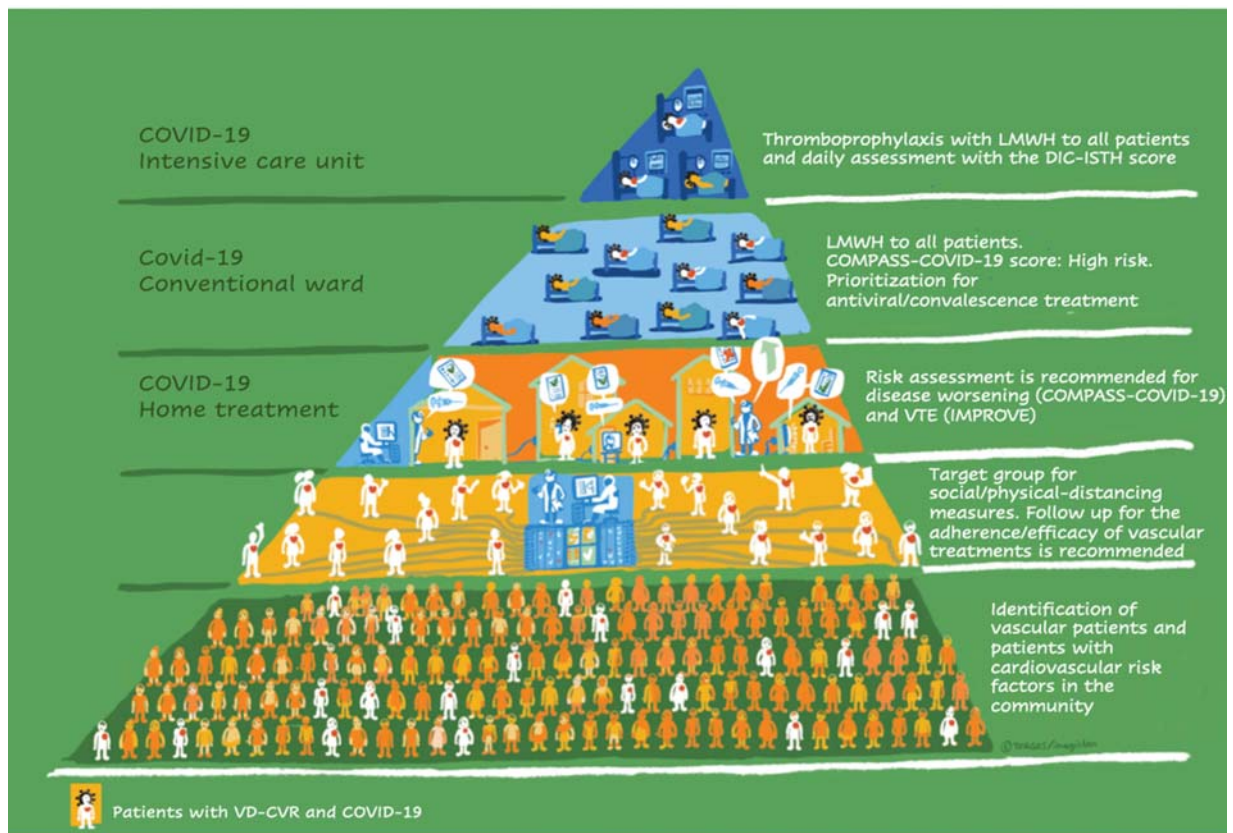 COVID-19
Intensive care unit
Thromboprophylaxis with LMWH to all patients
and daily assessment with the DIC-ISTH score
Covid-19
Conventional ward
LMWH to all patients.
COMPASS-COVID-19 score: High risk.
Prioritization for
antiviral/convalescence treatment
COVID-19
Home treatment
Risk assessment is recommended for
disease worsening (COMPASS-COVID-19)
and VTE (IMPROVE)
Target group for
social/physical-distancing
measures. Follow up for the
adherence/efficacy of vascular
treatments is recommended
Identification of
vascular patients and
patients with
cardiovascular risk
factors in the
community
Patients with VD-CVR and COVID-19